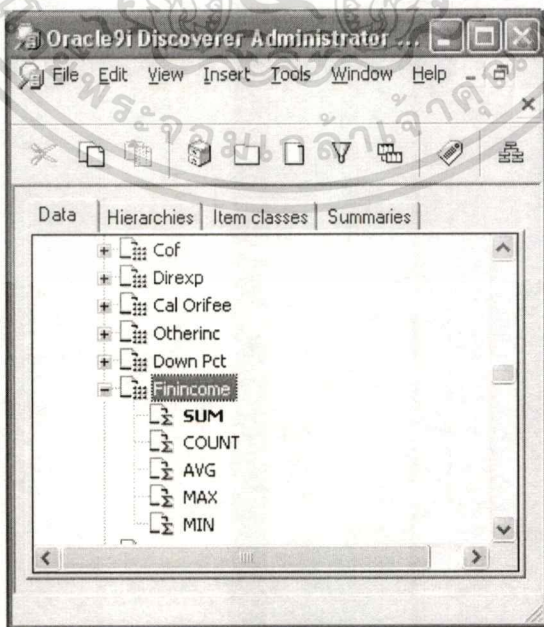 Oracle9i Discoverer Administrator ...
File Edit View Insert Tools Window Help
Data Hierarchies Item classes Summaries
Cof
Direxp
Cal Orifee
Otherinc
Down Pct
Finincome
SUM
COUNT
AVG
MAX
MIN